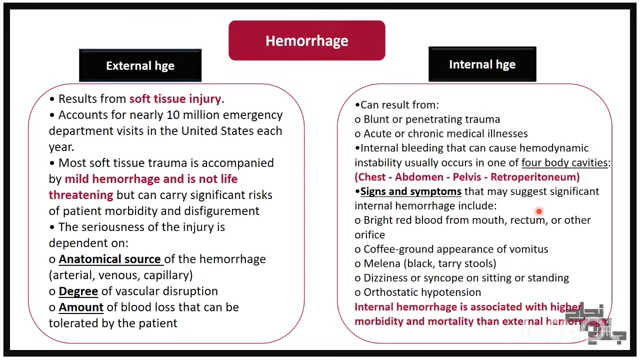 Hemorrhage
External hge
• Results from soft tissue injury.
• Accounts for nearly 10 million emergency
department visits in the United States each
year.
• Most soft tissue trauma is accompanied
by mild hemorrhage and is not life
threatening but can carry significant risks
of patient morbidity and disfigurement
• The seriousness of the injury is
dependent on:
o Anatomical source of the hemorrhage
(arterial, venous, capillary)
o Degree of vascular disruption
o Amount of blood loss that can be
tolerated by the patient
Internal hge
•Can result from:
o Blunt or penetrating trauma
o Acute or chronic medical illnesses
•Internal bleeding that can cause hemodynamic
instability usually occurs in one of four body cavities:
(Chest - Abdomen - Pelvis - Retroperitoneum)
•Signs and symptoms that may suggest significant
internal hemorrhage include:
o Bright red blood from mouth, rectum, or other
orifice
o Coffee-ground appearance of vomitus
o Melena (black, tarry stools)
o Dizziness or syncope on sitting or standing
o Orthostatic hypotension
Internal hemorrhage is associated with higher
morbidity and mortality than external hemorrhage